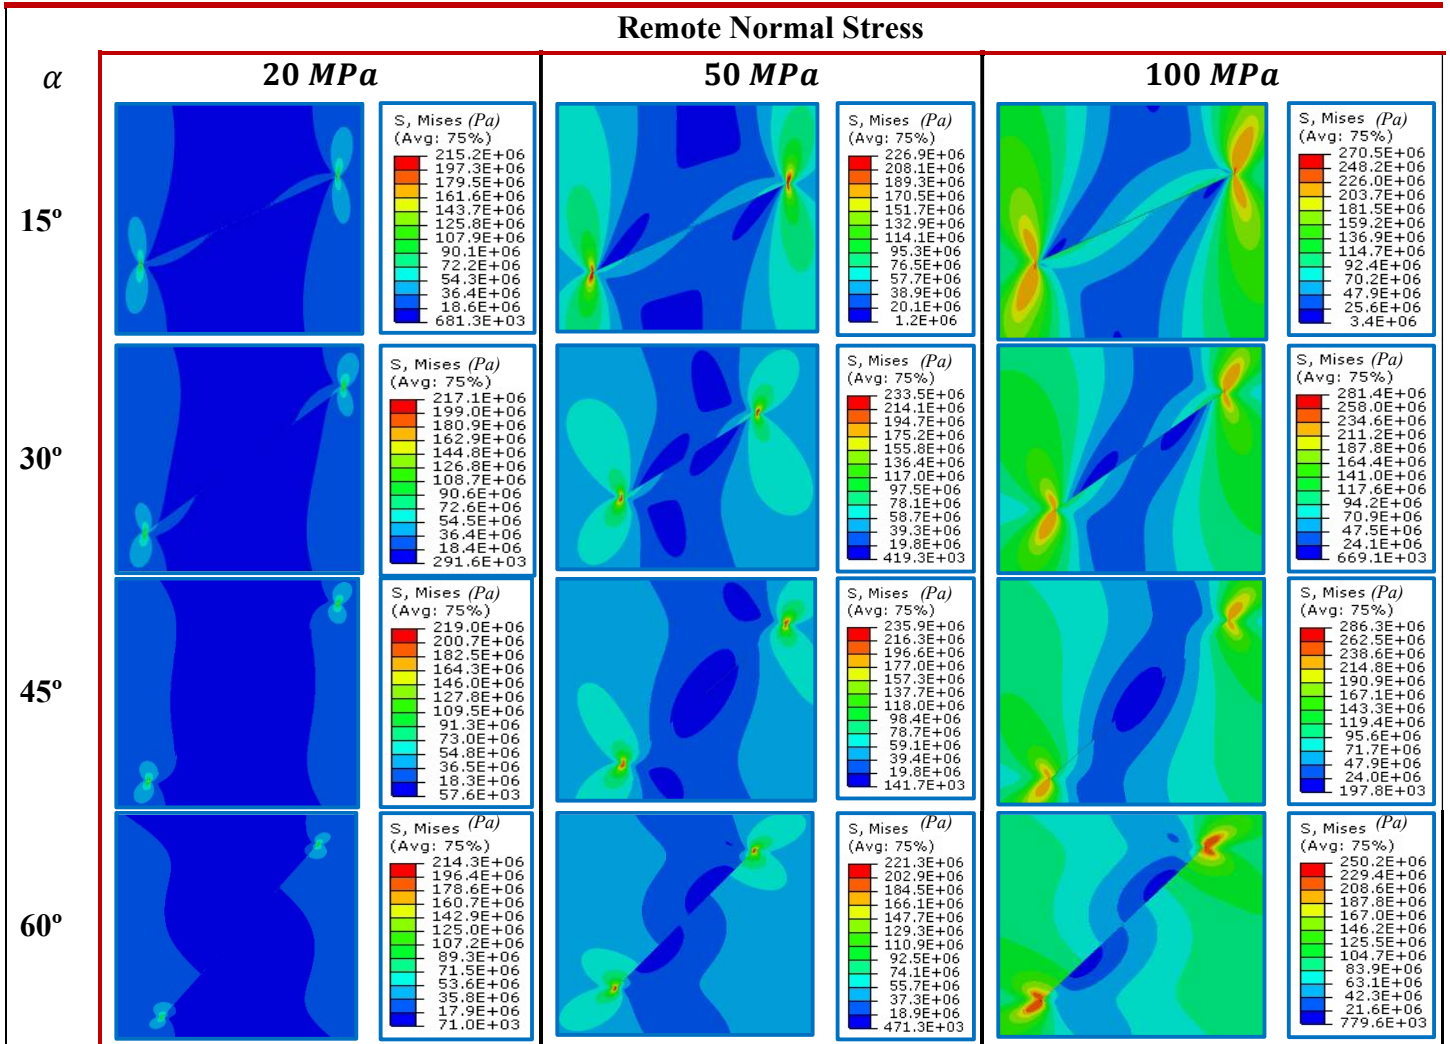 Remote Normal Stress
α
20 MPa
50 MPa
100 MPa
15º
S, Mises (Pa)
(Avg: 75%)
215.2E+06
197.3E+06
179.5E+06
161.6E+06
143.7E+06
125.8E+06
107.9E+06
90.1E+06
72.2E+06
54.3E+06
36.4E+06
18.6E+06
681.3E+03
S, Mises (Pa)
(Avg: 75%)
226.9E+06
208.1E+06
189.3E+06
170.5E+06
151.7E+06
132.9E+06
114.1E+06
95.3E+06
76.5E+06
57.7E+06
38.9E+06
20.1E+06
1.2E+06
S, Mises (Pa)
(Avg: 75%)
270.5E+06
248.2E+06
226.0E+06
203.7E+06
181.5E+06
159.2E+06
136.9E+06
114.7E+06
92.4E+06
70.2E+06
47.9E+06
25.6E+06
3.4E+06
30º
S, Mises (Pa)
(Avg: 75%)
217.1E+06
199.0E+06
180.9E+06
162.9E+06
144.8E+06
126.8E+06
108.7E+06
90.6E+06
72.6E+06
54.5E+06
36.4E+06
18.4E+06
291.6E+03
S, Mises (Pa)
(Avg: 75%)
233.5E+06
214.1E+06
194.7E+06
175.2E+06
155.8E+06
136.4E+06
117.0E+06
97.5E+06
78.1E+06
58.7E+06
39.3E+06
19.8E+06
419.3E+03
S, Mises (Pa)
(Avg: 75%)
281.4E+06
258.0E+06
234.6E+06
211.2E+06
187.8E+06
164.4E+06
141.0E+06
117.6E+06
94.2E+06
70.9E+06
47.5E+06
24.1E+06
669.1E+03
45º
S, Mises (Pa)
(Avg: 75%)
219.0E+06
200.7E+06
182.5E+06
164.3E+06
146.0E+06
127.8E+06
109.5E+06
91.3E+06
73.0E+06
54.8E+06
36.5E+06
18.3E+06
57.6E+03
S, Mises (Pa)
(Avg: 75%)
235.9E+06
216.3E+06
196.6E+06
177.0E+06
157.3E+06
137.7E+06
118.0E+06
98.4E+06
78.7E+06
59.1E+06
39.4E+06
19.8E+06
141.7E+03
S, Mises (Pa)
(Avg: 75%)
286.3E+06
262.5E+06
238.6E+06
214.8E+06
190.9E+06
167.1E+06
143.3E+06
119.4E+06
95.6E+06
71.7E+06
47.9E+06
24.0E+06
197.8E+03
60º
S, Mises (Pa)
(Avg: 75%)
214.3E+06
196.4E+06
178.6E+06
160.7E+06
142.9E+06
125.0E+06
107.2E+06
89.3E+06
71.5E+06
53.6E+06
35.8E+06
17.9E+06
71.0E+03
S, Mises (Pa)
(Avg: 75%)
221.3E+06
202.9E+06
184.5E+06
166.1E+06
147.7E+06
129.3E+06
110.9E+06
92.5E+06
74.1E+06
55.7E+06
37.3E+06
18.9E+06
471.3E+03
S, Mises (Pa)
(Avg: 75%)
250.2E+06
229.4E+06
208.6E+06
187.8E+06
167.0E+06
146.2E+06
125.5E+06
104.7E+06
83.9E+06
63.1E+06
42.3E+06
21.6E+06
779.6E+03